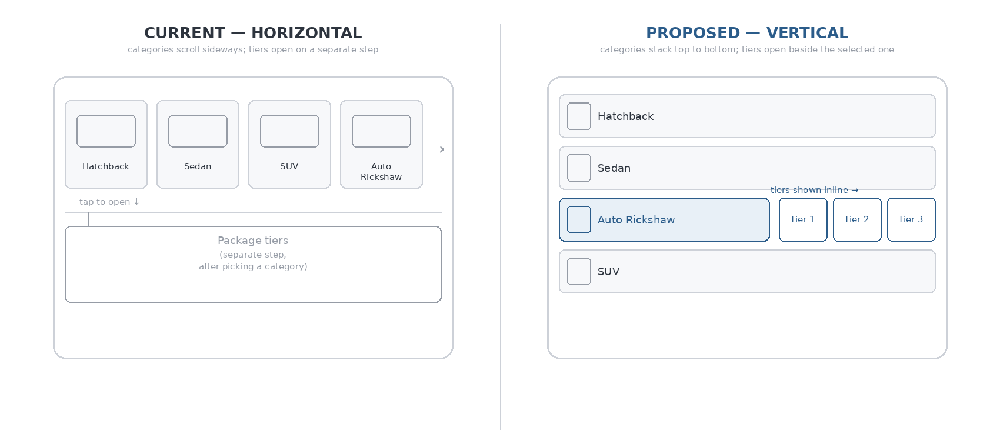 CURRENT — HORIZONTAL
categories scroll sideways; tiers open on a separate step
Hatchback
Sedan
SUV
Auto
Rickshaw
›
tap to open ↓
Package tiers
(separate step,
after picking a category)
PROPOSED — VERTICAL
categories stack top to bottom; tiers open beside the selected one
Hatchback
Sedan
tiers shown inline →
Auto Rickshaw
Tier 1
Tier 2
Tier 3
SUV